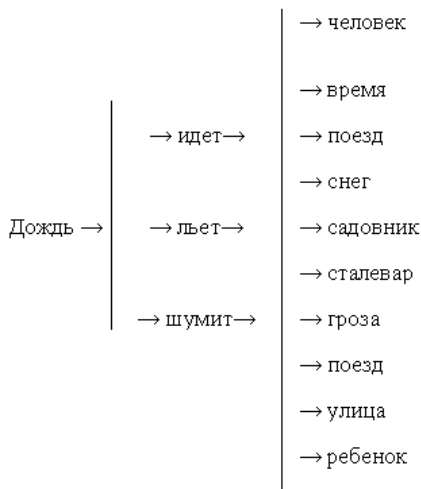 → человек
→ время
→ идет→ → поезд
→ снег
Дождь → → льет→ → садовник
→ сталевар
→ шумит→ → гроза
→ поезд
→ улица
→ ребенок